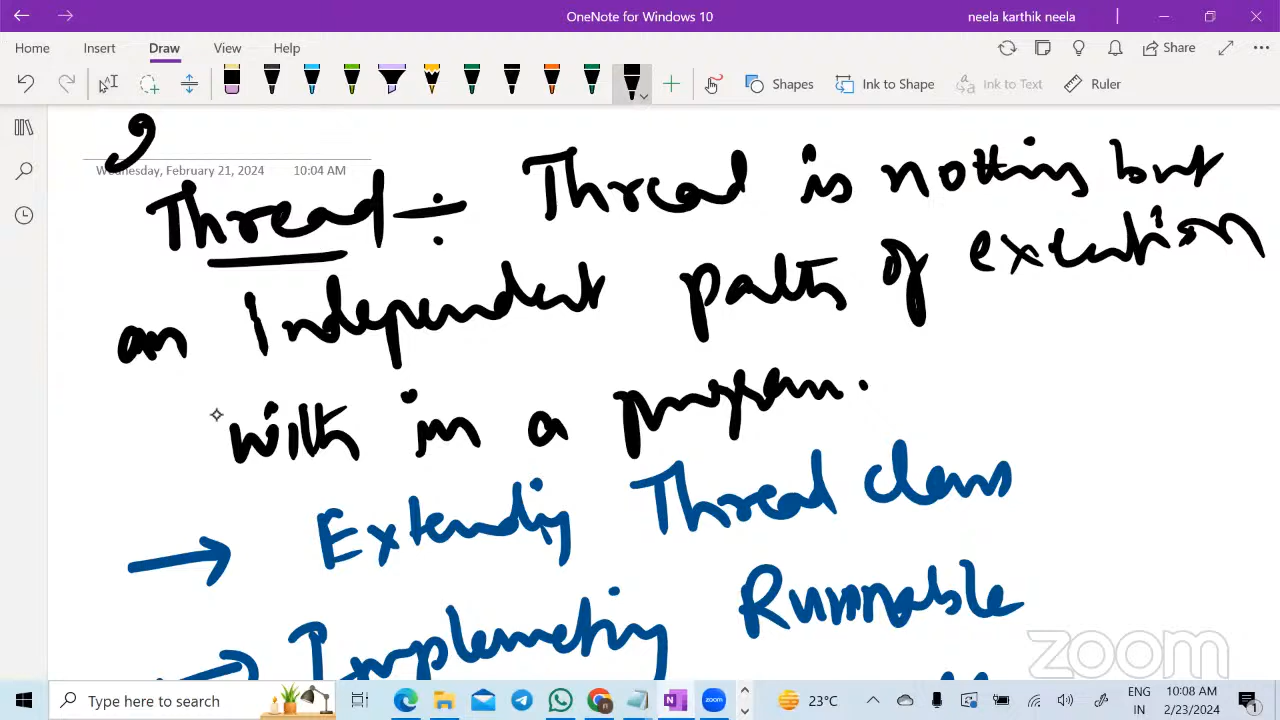 OneNote for Windows 10
neela karthik neela
Home Insert Draw View Help
Share
Shapes Ink to Shape Ink to Text Ruler
Wednesday, February 21, 2024 10:04 AM
Thread ÷ Thread is nothing but
an Independent paths of execution
with in a program.
→ Extending Thread class
→ Implementing Runnable
zoom
Type here to search
zoom
23°C
ENG
IN
10:08 AM
2/23/2024
1